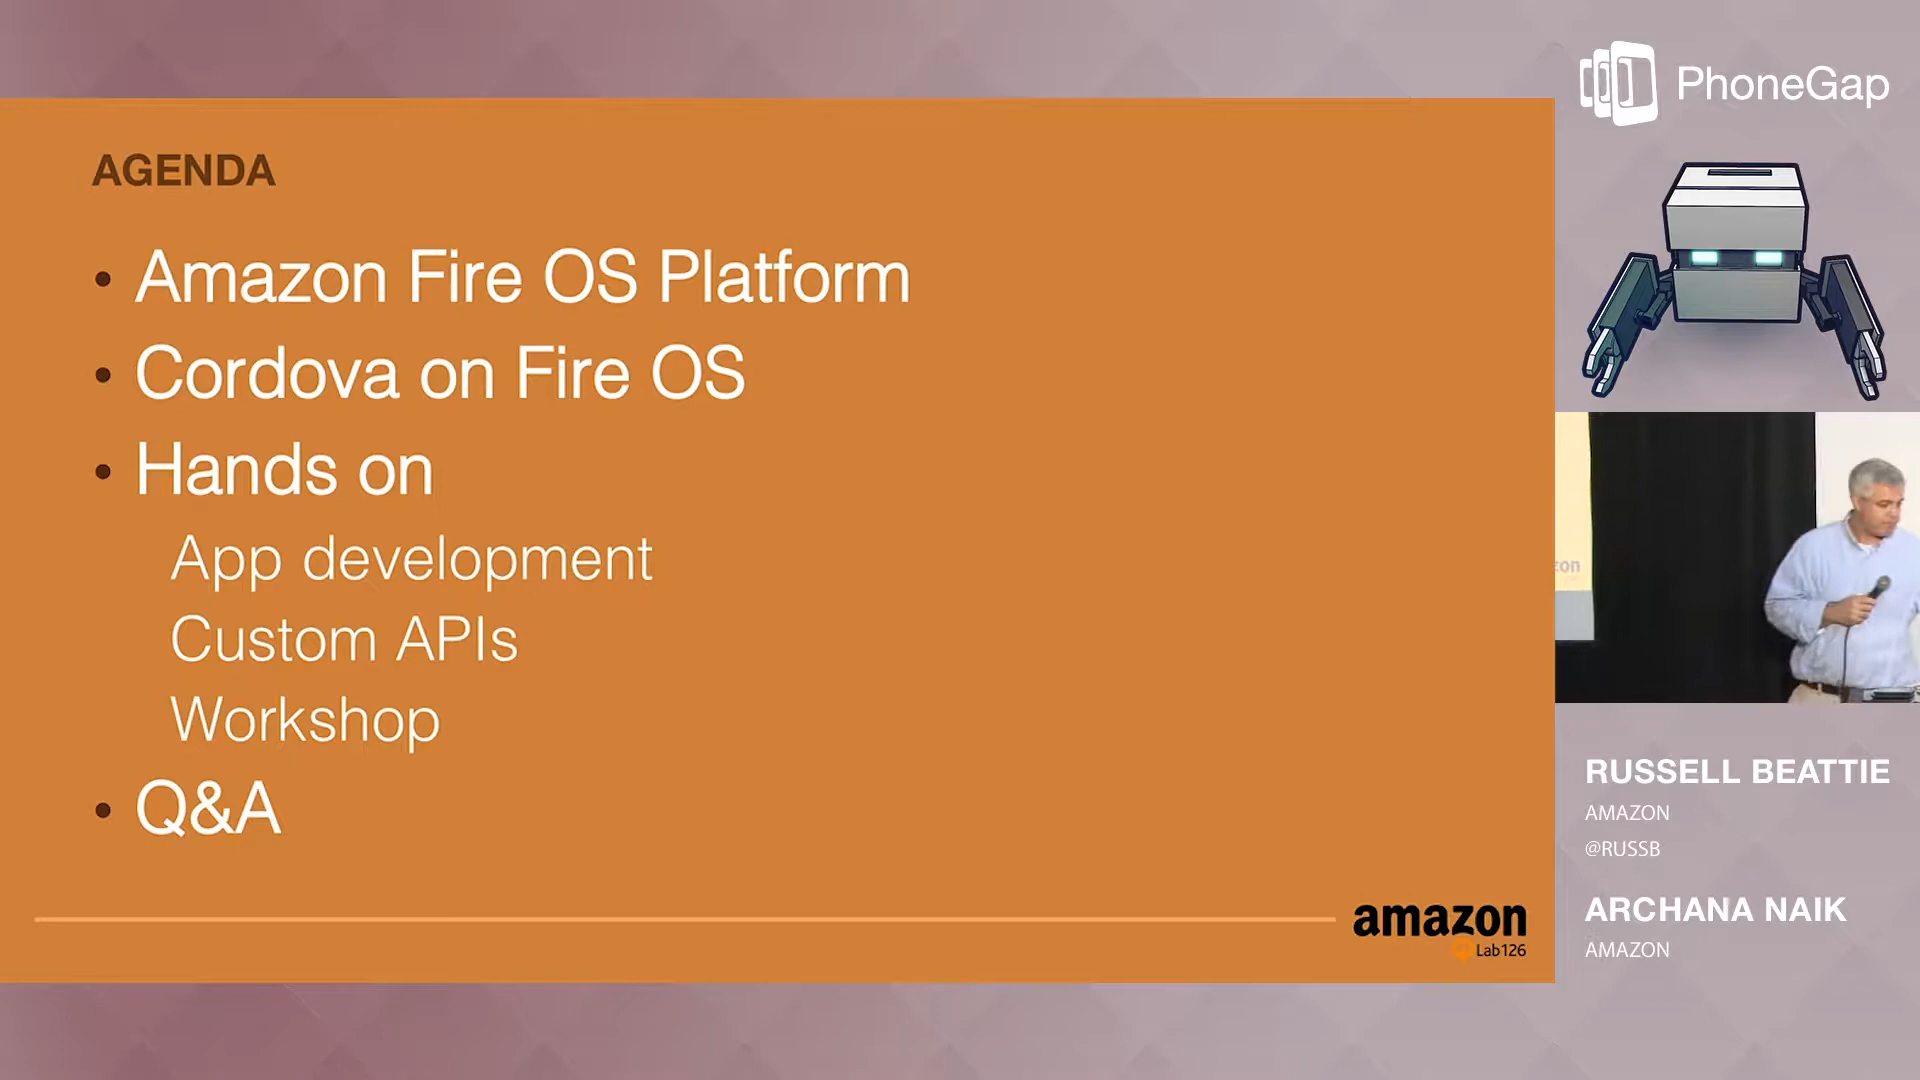 PhoneGap
AGENDA
• Amazon Fire OS Platform
• Cordova on Fire OS
• Hands on
App development
Custom APIs
Workshop
• Q&A
amazon
Lab126
zon
RUSSELL BEATTIE
AMAZON
@RUSSB
ARCHANA NAIK
AMAZON